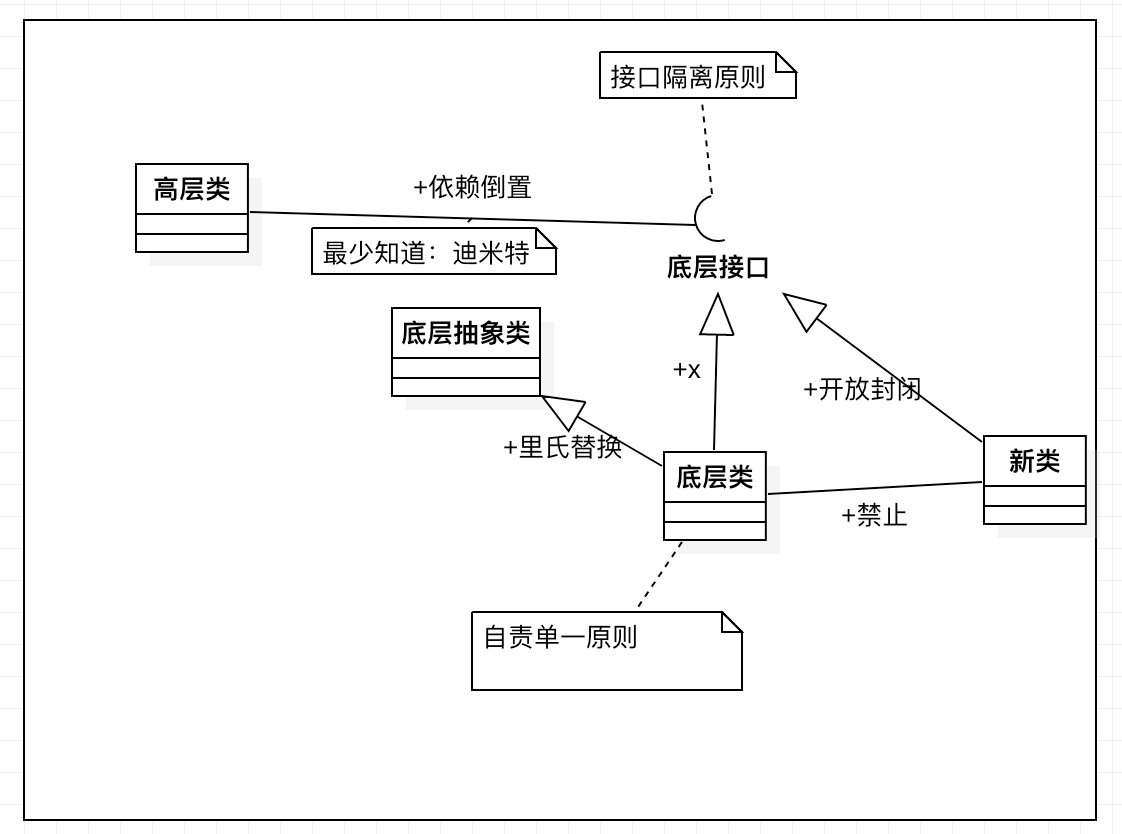 接口隔离原则
高层类
+依赖倒置
最少知道：迪米特
底层接口
底层抽象类
+x
+开放封闭
+里氏替换
底层类
新类
+禁止
自责单一原则